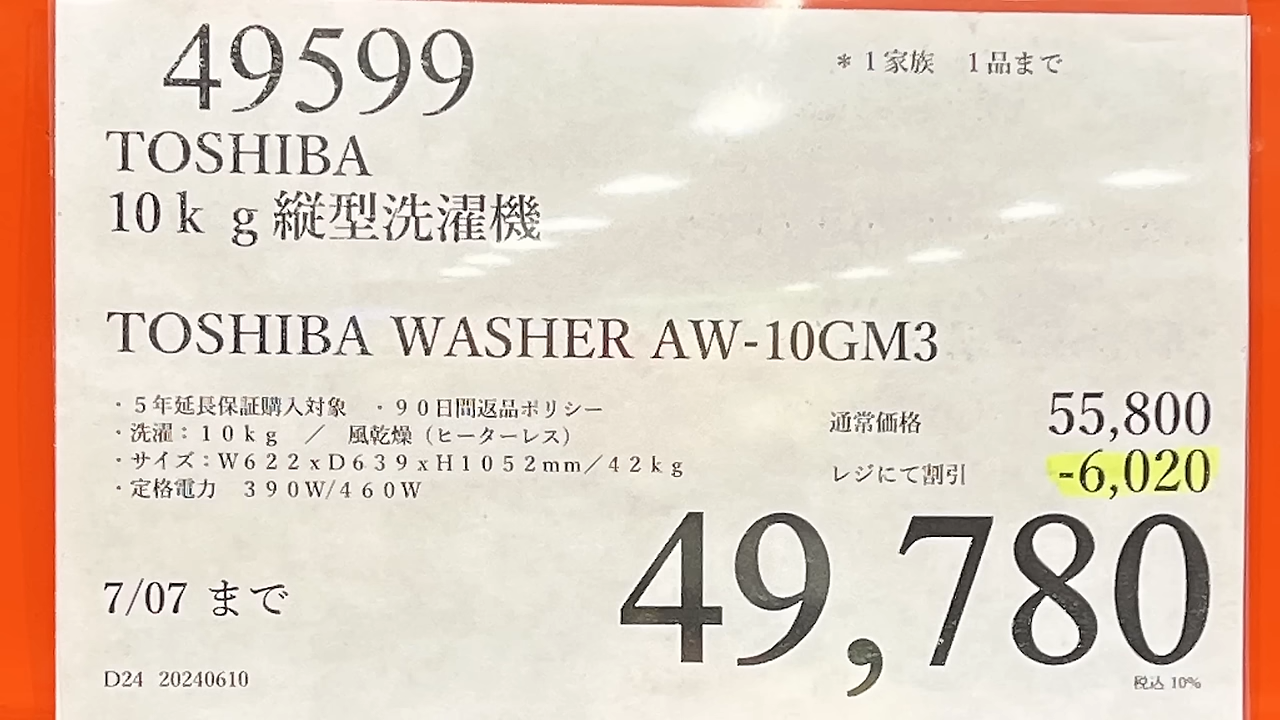 49599
＊1家族　1品まで
TOSHIBA
10ｋｇ縦型洗濯機
TOSHIBA WASHER AW-10GM3
・５年延長保証購入対象　・９０日間返品ポリシー
・洗濯：１０ｋｇ　／　風乾燥（ヒーターレス）
・サイズ：Ｗ６２２ｘＤ６３９ｘＨ１０５２mm／４２ｋｇ
・定格電力　３９０Ｗ/４６０Ｗ
通常価格　55,800
レジにて割引　-6,020
49,780
7/07 まで
D24 20240610
税込 10%